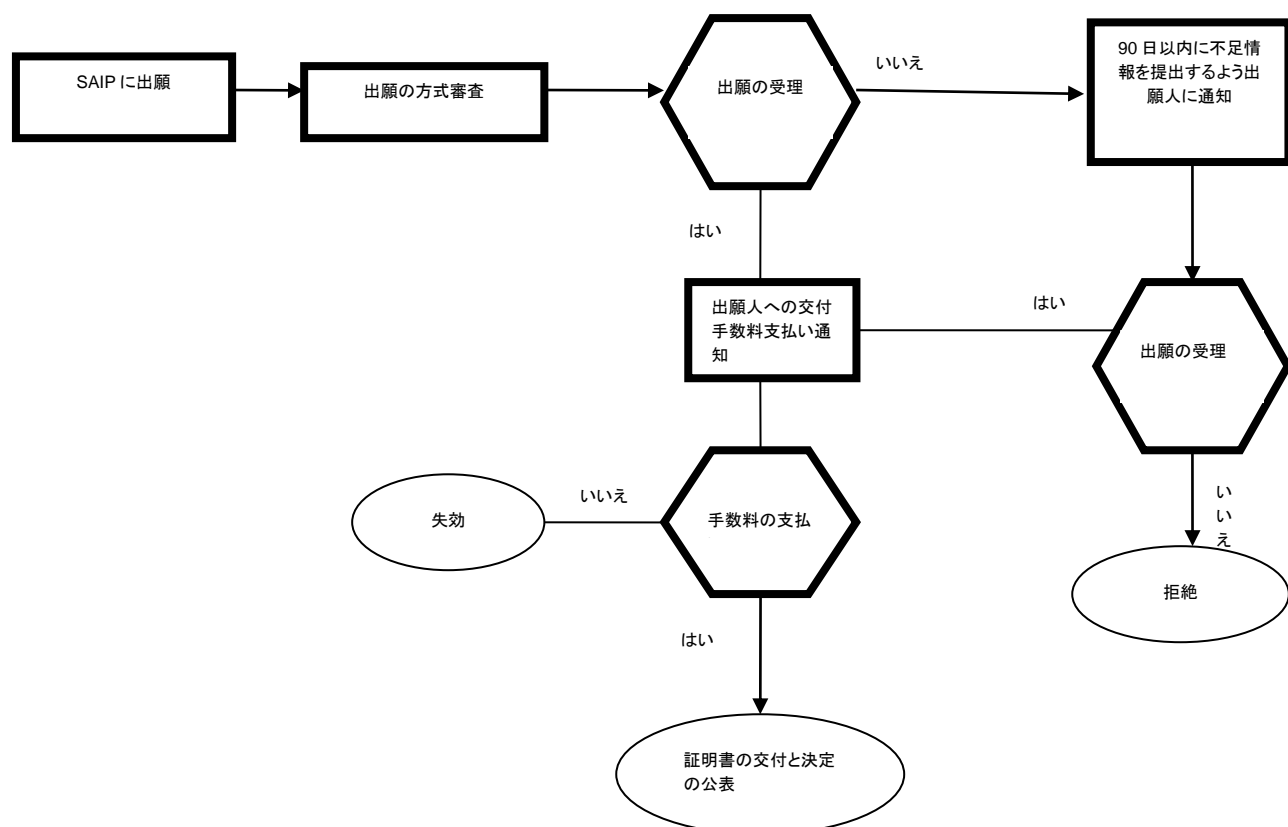 SAIP に出願
出願の方式審査
出願の受理
いいえ
90 日以内に不足情
報を提出するよう出
願人に通知
はい
出願人への交付
手数料支払い通
知
はい
出願の受理
いいえ
失効
手数料の支払
い
い
え
拒絶
はい
証明書の交付と決定
の公表